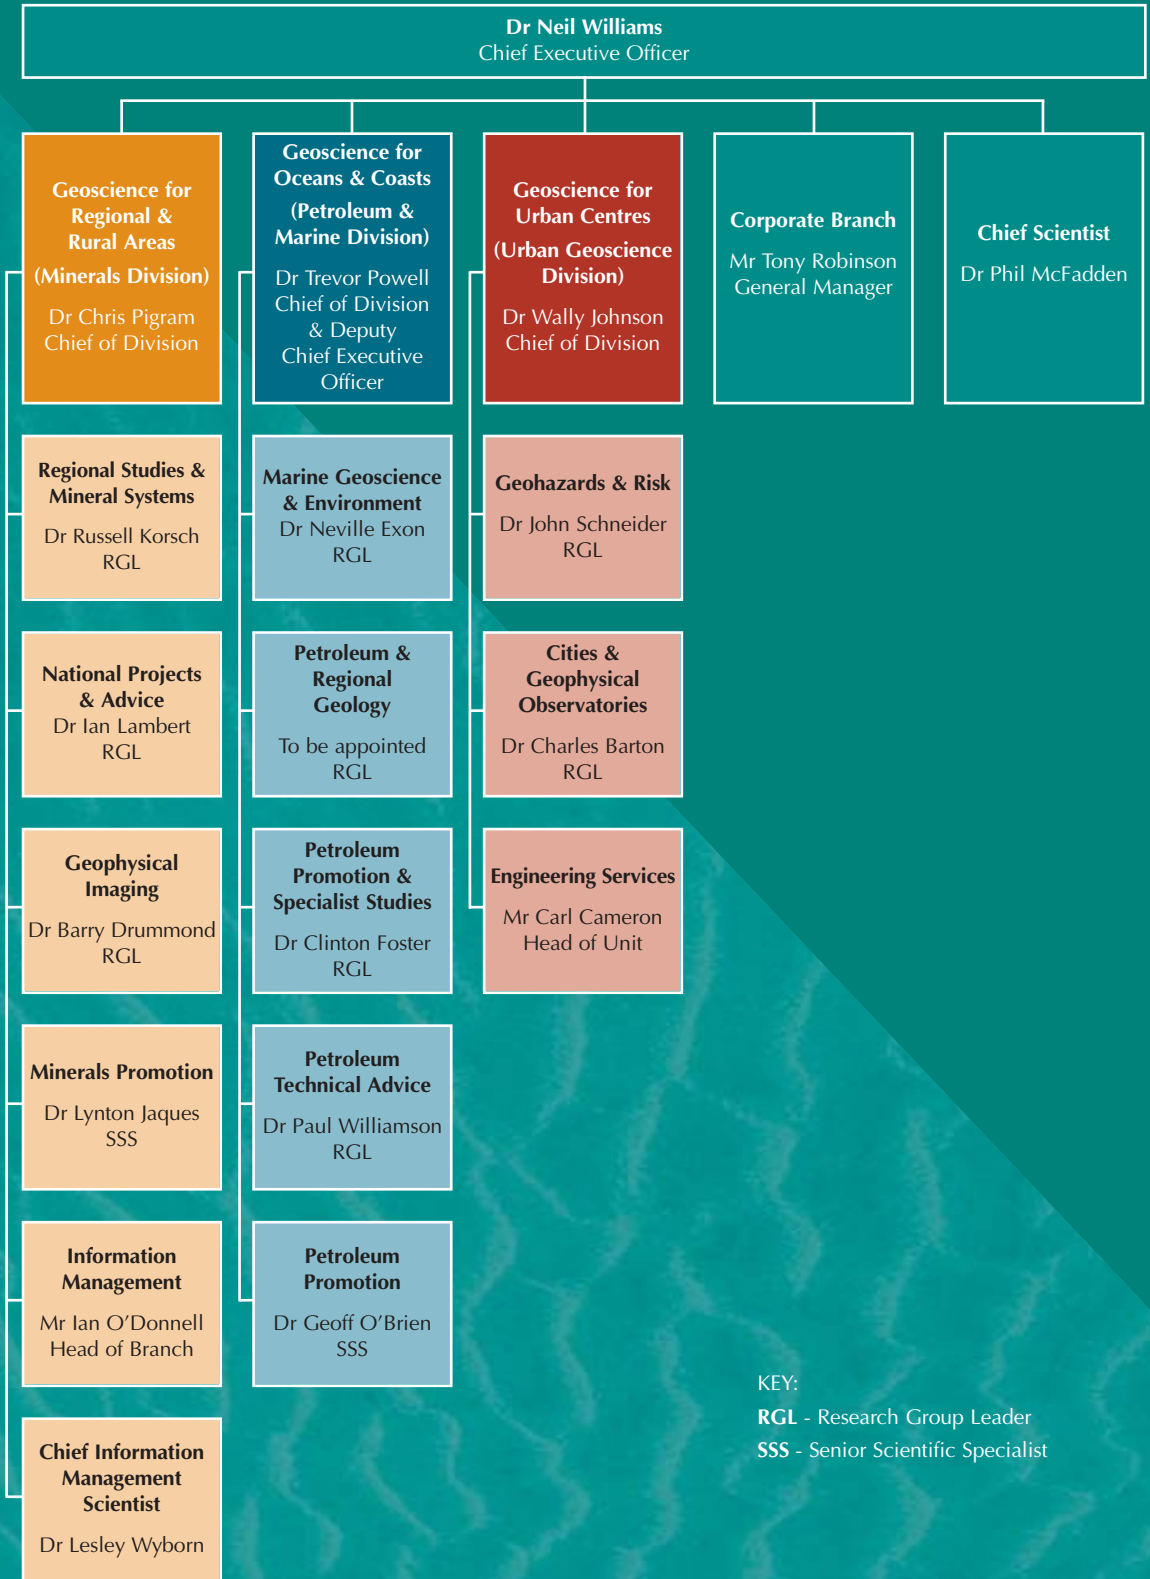 Dr Neil Williams
Chief Executive Officer
Geoscience for
Regional &
Rural Areas
(Minerals Division)
Dr Chris Pigram
Chief of Division
Geoscience for
Oceans & Coasts
(Petroleum &
Marine Division)
Dr Trevor Powell
Chief of Division
& Deputy
Chief Executive
Officer
Geoscience for
Urban Centres
(Urban Geoscience
Division)
Dr Wally Johnson
Chief of Division
Corporate Branch
Mr Tony Robinson
General Manager
Chief Scientist
Dr Phil McFadden
Regional Studies &
Mineral Systems
Dr Russell Korsch
RGL
Marine Geoscience
& Environment
Dr Neville Exon
RGL
Geohazards & Risk
Dr John Schneider
RGL
National Projects
& Advice
Dr Ian Lambert
RGL
Petroleum &
Regional
Geology
To be appointed
RGL
Cities &
Geophysical
Observatories
Dr Charles Barton
RGL
Geophysical
Imaging
Dr Barry Drummond
RGL
Petroleum
Promotion &
Specialist Studies
Dr Clinton Foster
RGL
Engineering Services
Mr Carl Cameron
Head of Unit
Minerals Promotion
Dr Lynton Jaques
SSS
Petroleum
Technical Advice
Dr Paul Williamson
RGL
Information
Management
Mr Ian O’Donnell
Head of Branch
Petroleum
Promotion
Dr Geoff O’Brien
SSS
Chief Information
Management
Scientist
Dr Lesley Wyborn
KEY:
RGL - Research Group Leader
SSS - Senior Scientific Specialist